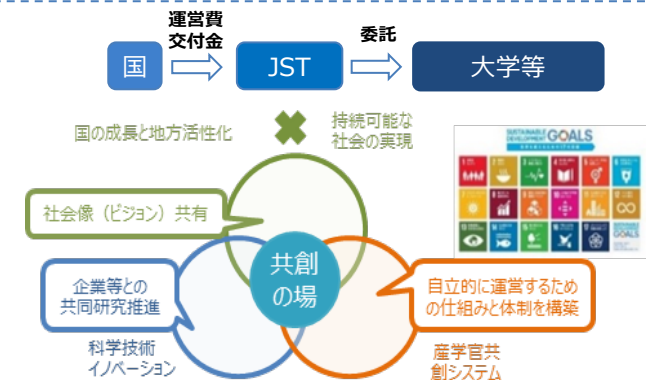 運営費
交付金
委託
国
JST
大学等
国の成長と地方活性化
持続可能な
社会の実現
SUSTAINABLE
DEVELOPMENT
GOALS
社会像（ビジョン）共有
共創
の場
企業等との
共同研究推進
自立的に運営するため
の仕組みと体制を構築
科学技術
イノベーション
産学官共
創システム